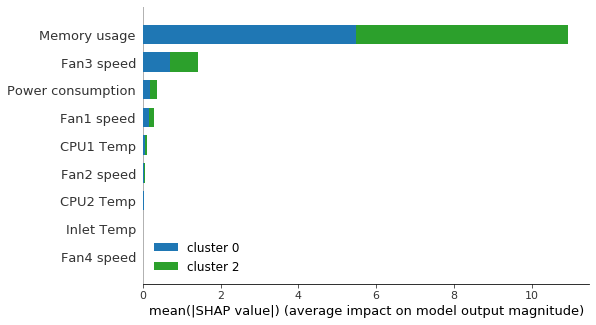 Memory usage
Fan3 speed
Power consumption
Fan1 speed
CPU1 Temp
Fan2 speed
CPU2 Temp
Inlet Temp
Fan4 speed
cluster 0
cluster 2
0 2 4 6 8 10
mean(|SHAP value|) (average impact on model output magnitude)